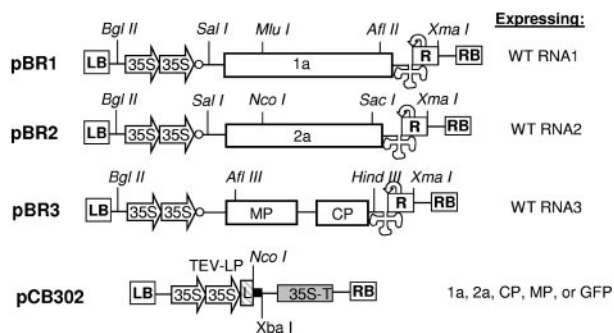 Expressing:
Bgl II Sal I Mlu I Afl II Xma I
pBR1 LB 35S 35S 1a R RB WT RNA1
Bgl II Sal I Nco I Sac I Xma I
pBR2 LB 35S 35S 2a R RB WT RNA2
Bgl II Afl III Hind III Xma I
pBR3 LB 35S 35S MP CP R RB WT RNA3
TEV-LP Nco I
pCB302 LB 35S 35S L 35S-T RB 1a, 2a, CP, MP, or GFP
Xba I